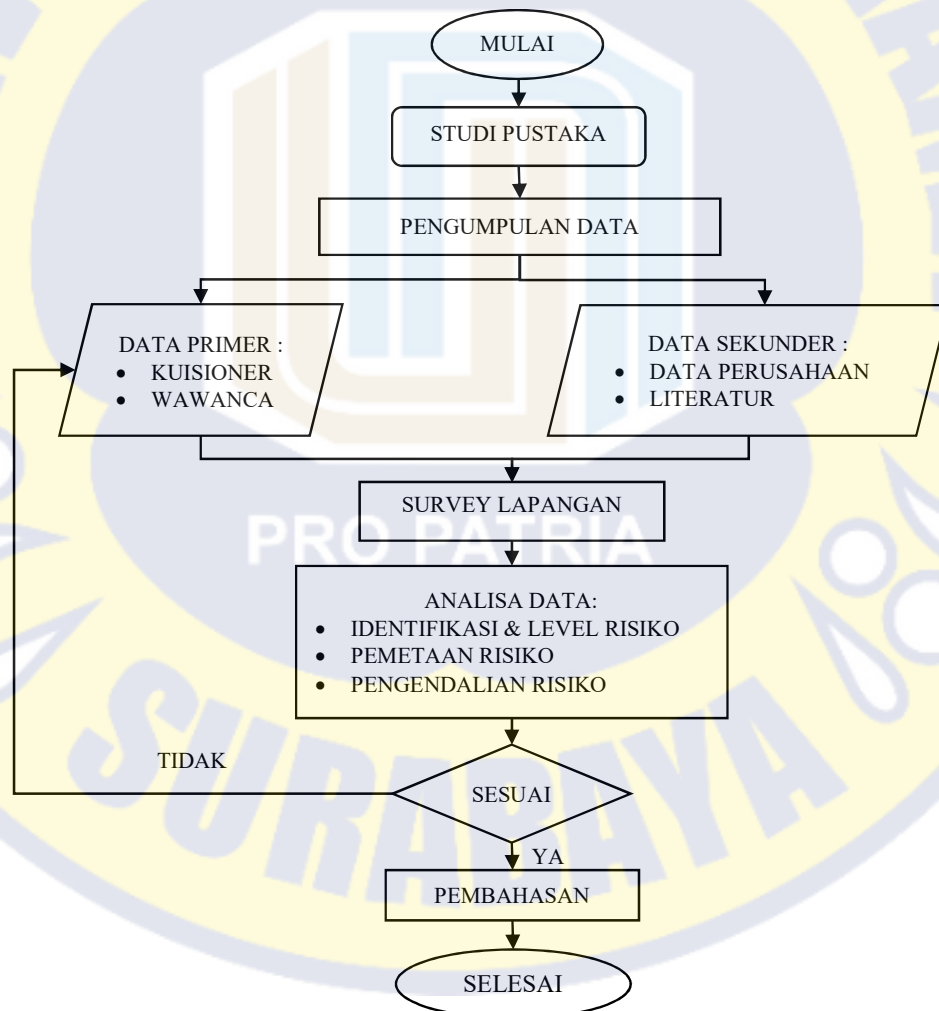 MULAI
STUDI PUSTAKA
PENGUMPULAN DATA
DATA PRIMER :
• KUISIONER
• WAWANCA
DATA SEKUNDER :
• DATA PERUSAHAAN
• LITERATUR
SURVEY LAPANGAN
PRO PATRIA
ANALISA DATA:
• IDENTIFIKASI & LEVEL RISIKO
• PEMETAAN RISIKO
• PENGENDALIAN RISIKO
TIDAK
SESUAI
YA
PEMBAHASAN
SELESAI
SURABAYA